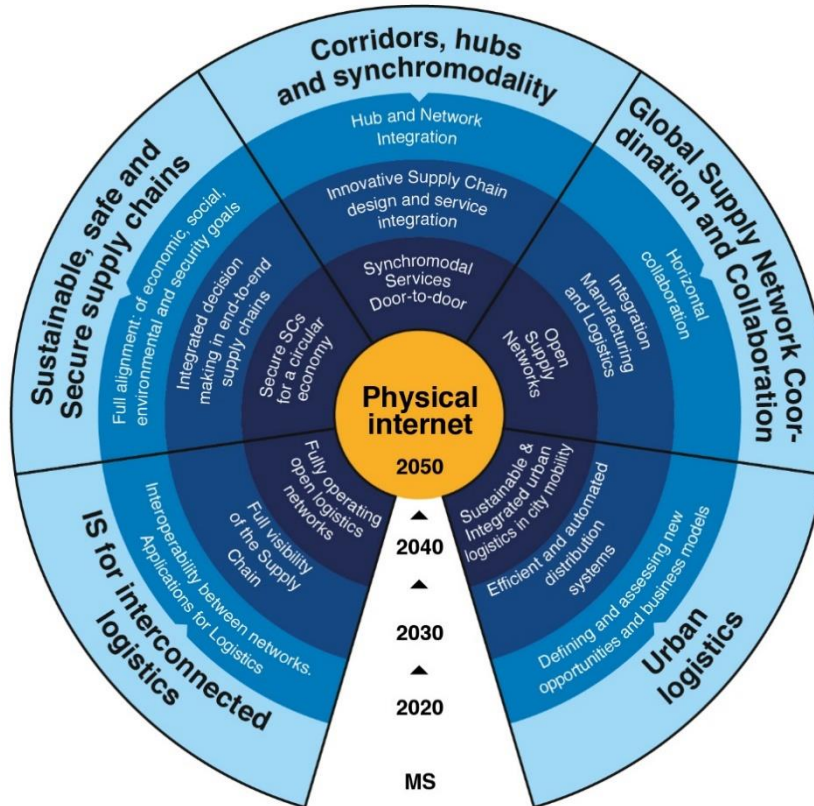 Corridors, hubs
and synchromodality
Hub and Network
Integration
Innovative Supply Chain
design and service
integration
Synchromodal
Services
Door-to-door
Global Supply Network Coor-
dination and Collaboration
Horizontal
collaboration
Integration
Manufacturing
and Logistics
Open
Supply
Networks
Urban
logistics
Defining and assessing new
opportunities and business models
Efficient and automated
distribution
systems
Sustainable &
Integrated urban
logistics in city mobility
IS for interconnected
logistics
Interoperability between networks.
Applications for Logistics
Full visibility
of the Supply
Chain
Fully operating
open logistics
networks
Sustainable, safe and
Secure supply chains
Full alignment: of economic, social,
environmental and security goals
Integrated decision
making in end-to-end
supply chains
Secure SCs
for a circular
economy
Physical
internet
2050
2040
2030
2020
MS